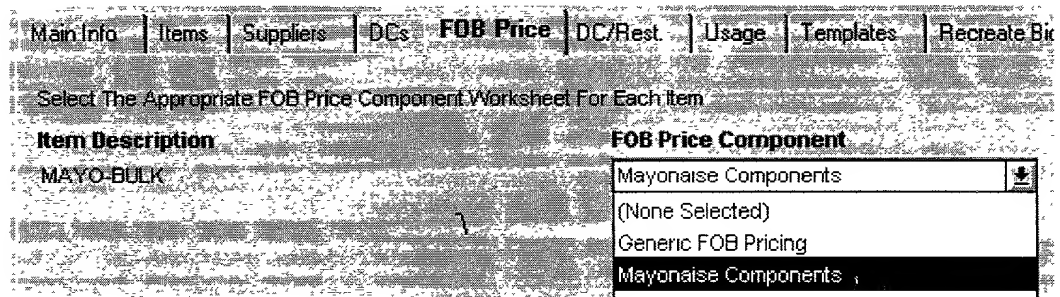 Main Info Items Suppliers DCs FOB Price DC/Rest. Usage Templates Recreate Bid
Select The Appropriate FOB Price Component Worksheet For Each Item
Item Description FOB Price Component
MAYO-BULK Mayonaise Components
(None Selected)
Generic FOB Pricing
Mayonaise Components